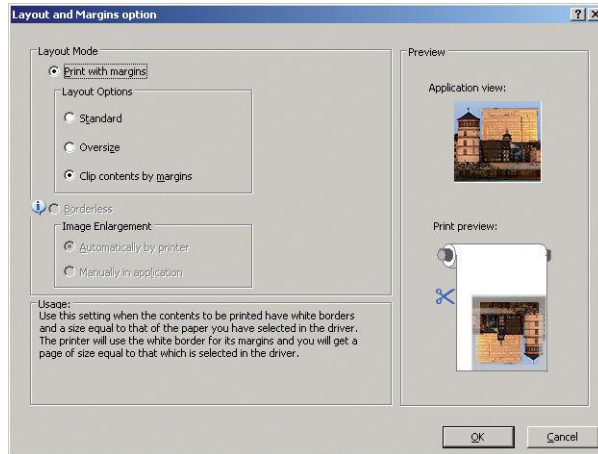 Layout and Margins option
Layout Mode
Print with margins
Layout Options
Standard
Oversize
Clip contents by margins
Borderless
Image Enlargement
Automatically by printer
Manually in application
Usage:
Use this setting when the contents to be printed have white borders
and a size equal to that of the paper you have selected in the driver.
The printer will use the white border for its margins and you will get a
page of size equal to that which is selected in the driver.
Preview
Application view:
Print preview:
OK
Cancel